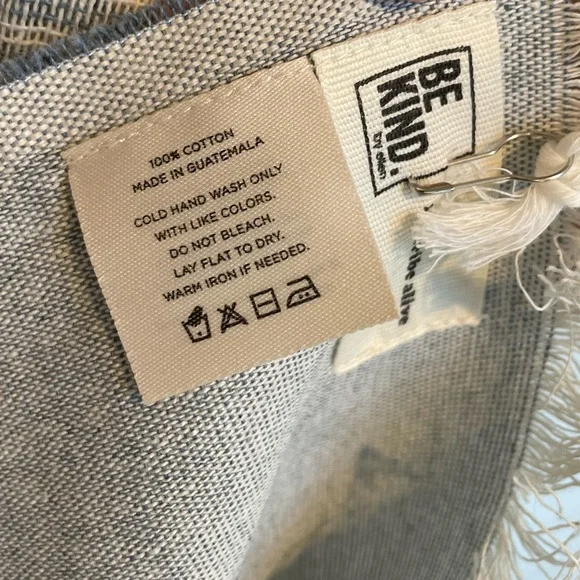 100% COTTON
MADE IN GUATEMALA
COLD HAND WASH ONLY
WITH LIKE COLORS.
DO NOT BLEACH.
LAY FLAT TO DRY.
WARM IRON IF NEEDED.
BE
KIND.
by ellen
alive